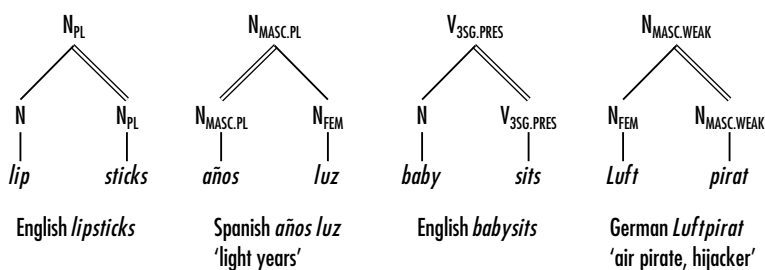 N_PL N_MASC.PL V_3SG.PRES N_MASC.WEAK
N N_PL N_MASC.PL N_FEM N V_3SG.PRES N_FEM N_MASC.WEAK
lip sticks años luz baby sits Luft pirat
English lipsticks Spanish años luz English babysits German Luftpirat
‘light years’ ‘air pirate, hijacker’